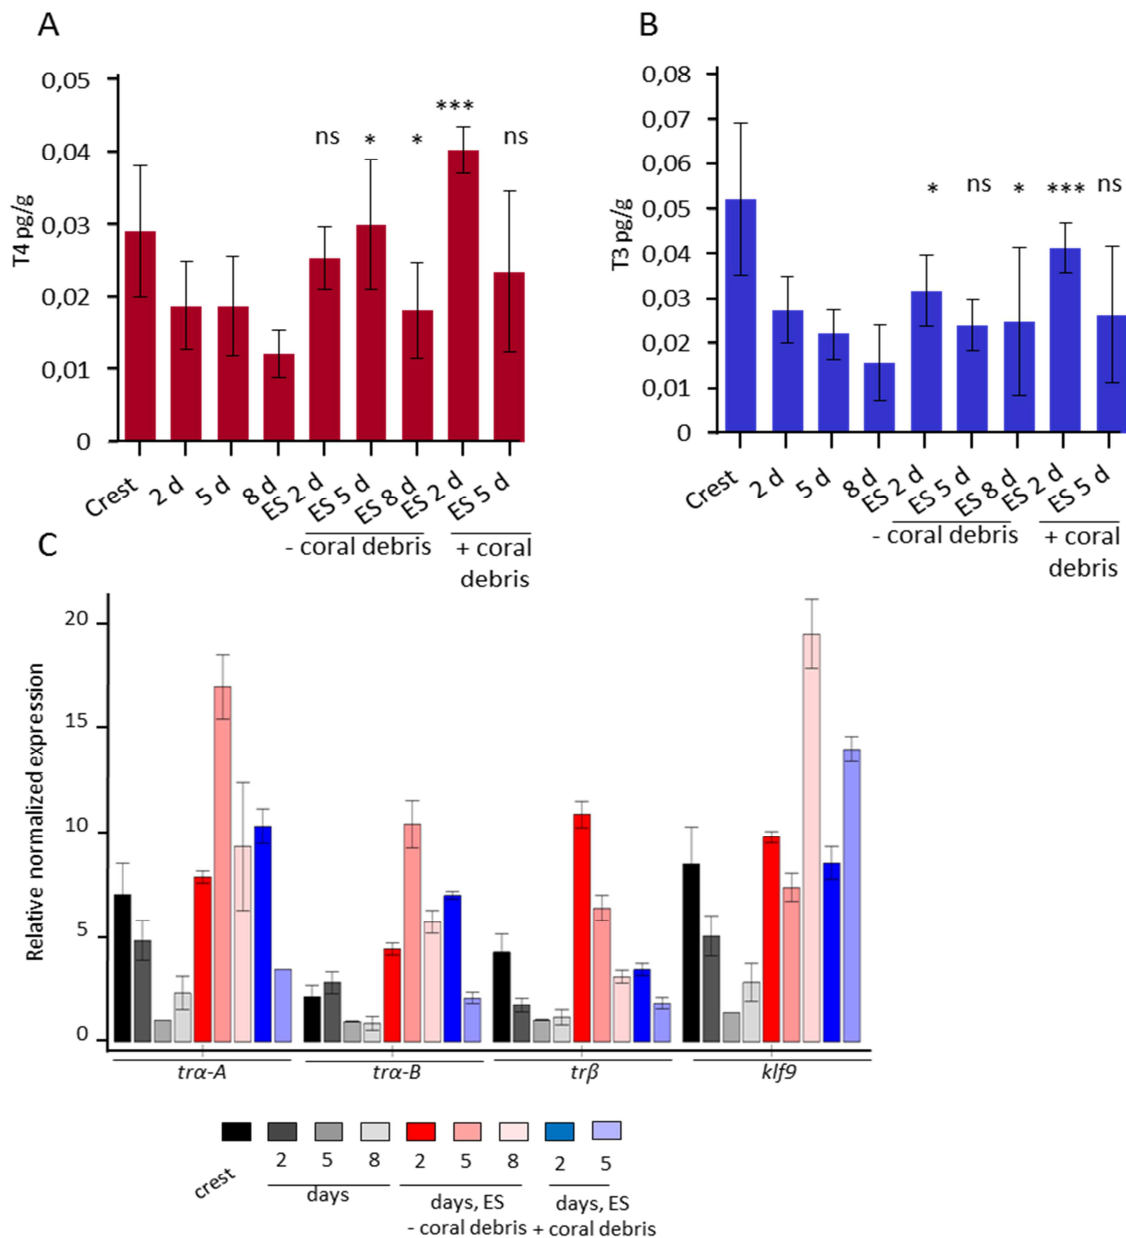 A
T4 pg/g
0,05
0,04
0,03
0,02
0,01
0
ns
*
*
***
ns
Crest
2 d
5 d
8 d
ES 2 d
ES 5 d
ES 8 d
ES 2 d
ES 5 d
- coral debris
+ coral
debris
B
T3 pg/g
0,08
0,07
0,06
0,05
0,04
0,03
0,02
0,01
0
*
ns
*
***
ns
Crest
2 d
5 d
8 d
ES 2 d
ES 5 d
ES 8 d
ES 2 d
ES 5 d
- coral debris
+ coral
debris
C
Relative normalized expression
20
15
10
5
0
trα-A
trα-B
trβ
klf9
crest
2 5 8 2 5 8 2 5
days
days, ES
- coral debris
days, ES
+ coral debris